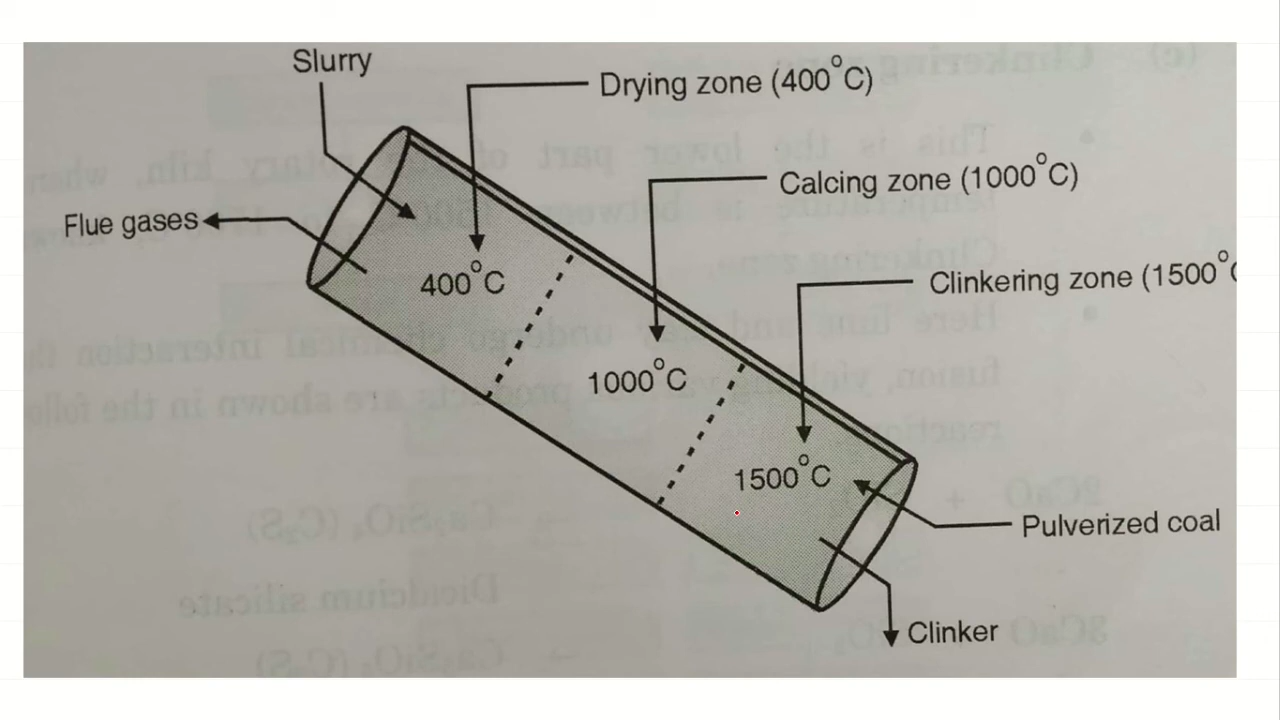 Slurry
Drying zone (400°C)
Calcing zone (1000°C)
Flue gases
400°C
Clinkering zone (1500°C
1000°C
1500°C
Pulverized coal
Clinker